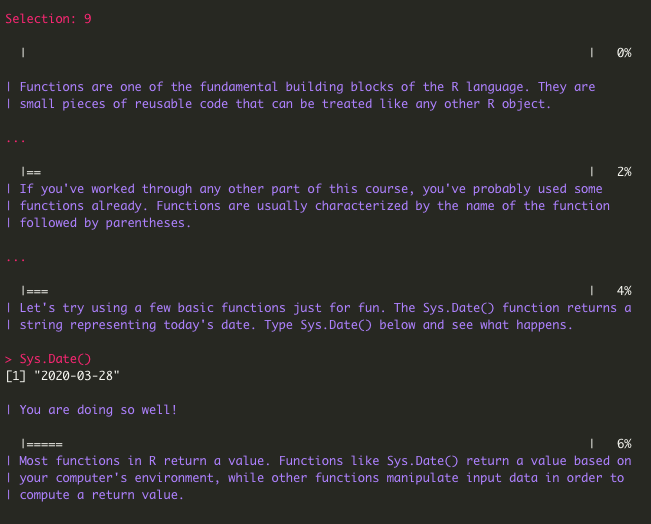 Selection: 9
|                                                                      |   0%
| Functions are one of the fundamental building blocks of the R language. They are
| small pieces of reusable code that can be treated like any other R object.
...
|==                                                                    |   2%
| If you've worked through any other part of this course, you've probably used some
| functions already. Functions are usually characterized by the name of the function
| followed by parentheses.
...
|===                                                                   |   4%
| Let's try using a few basic functions just for fun. The Sys.Date() function returns a
| string representing today's date. Type Sys.Date() below and see what happens.
> Sys.Date()
[1] "2020-03-28"
| You are doing so well!
|=====                                                                 |   6%
| Most functions in R return a value. Functions like Sys.Date() return a value based on
| your computer's environment, while other functions manipulate input data in order to
| compute a return value.